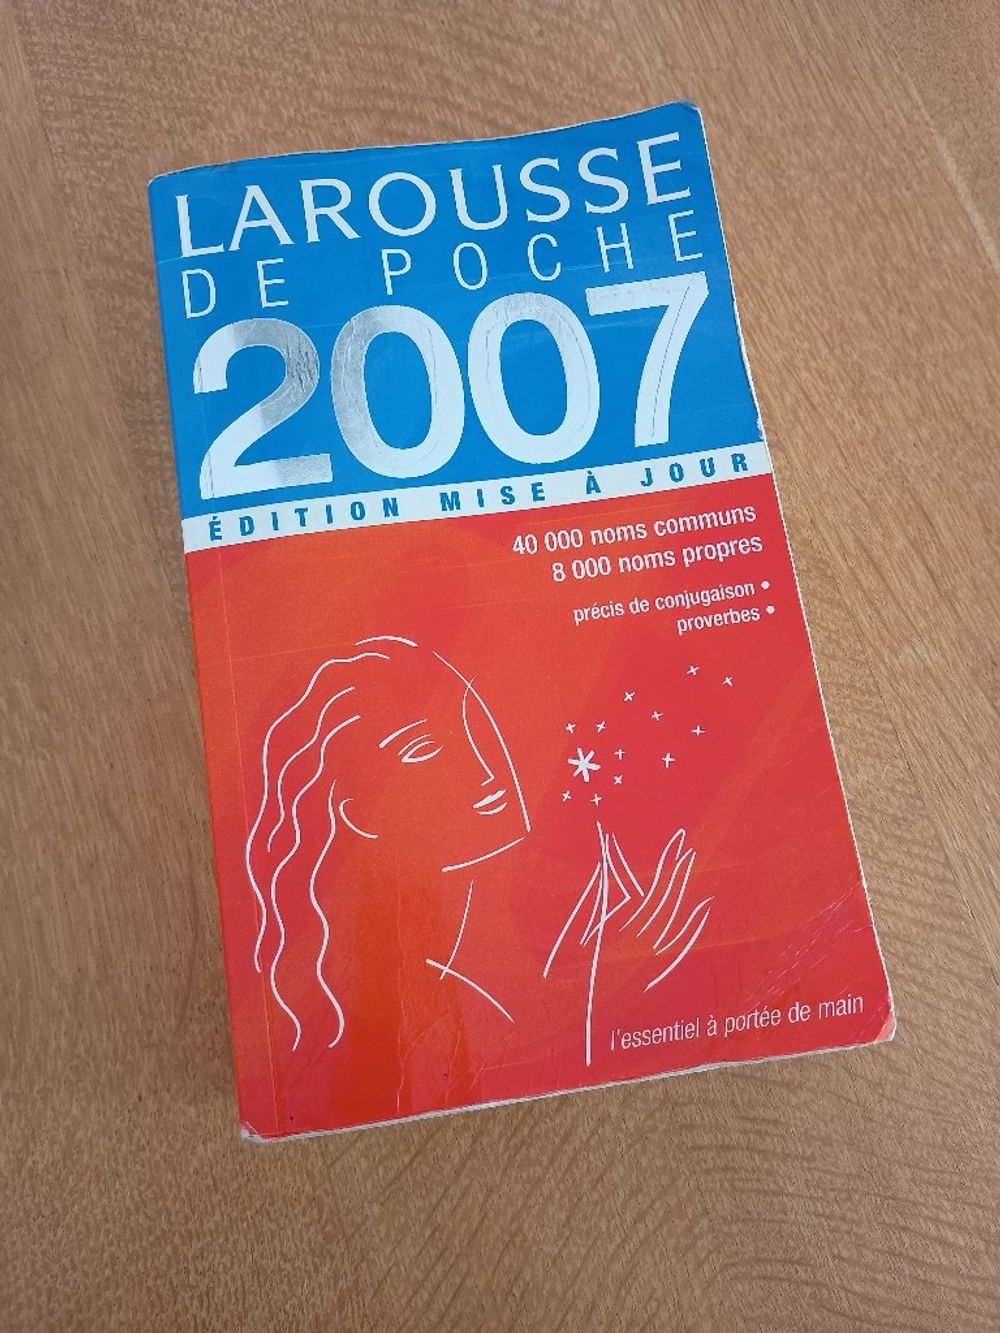 LAROUSSE
DE POCHE
2007
ÉDITION MISE À JOUR
40 000 noms communs
8 000 noms propres
précis de conjugaison •
proverbes •
l'essentiel à portée de main